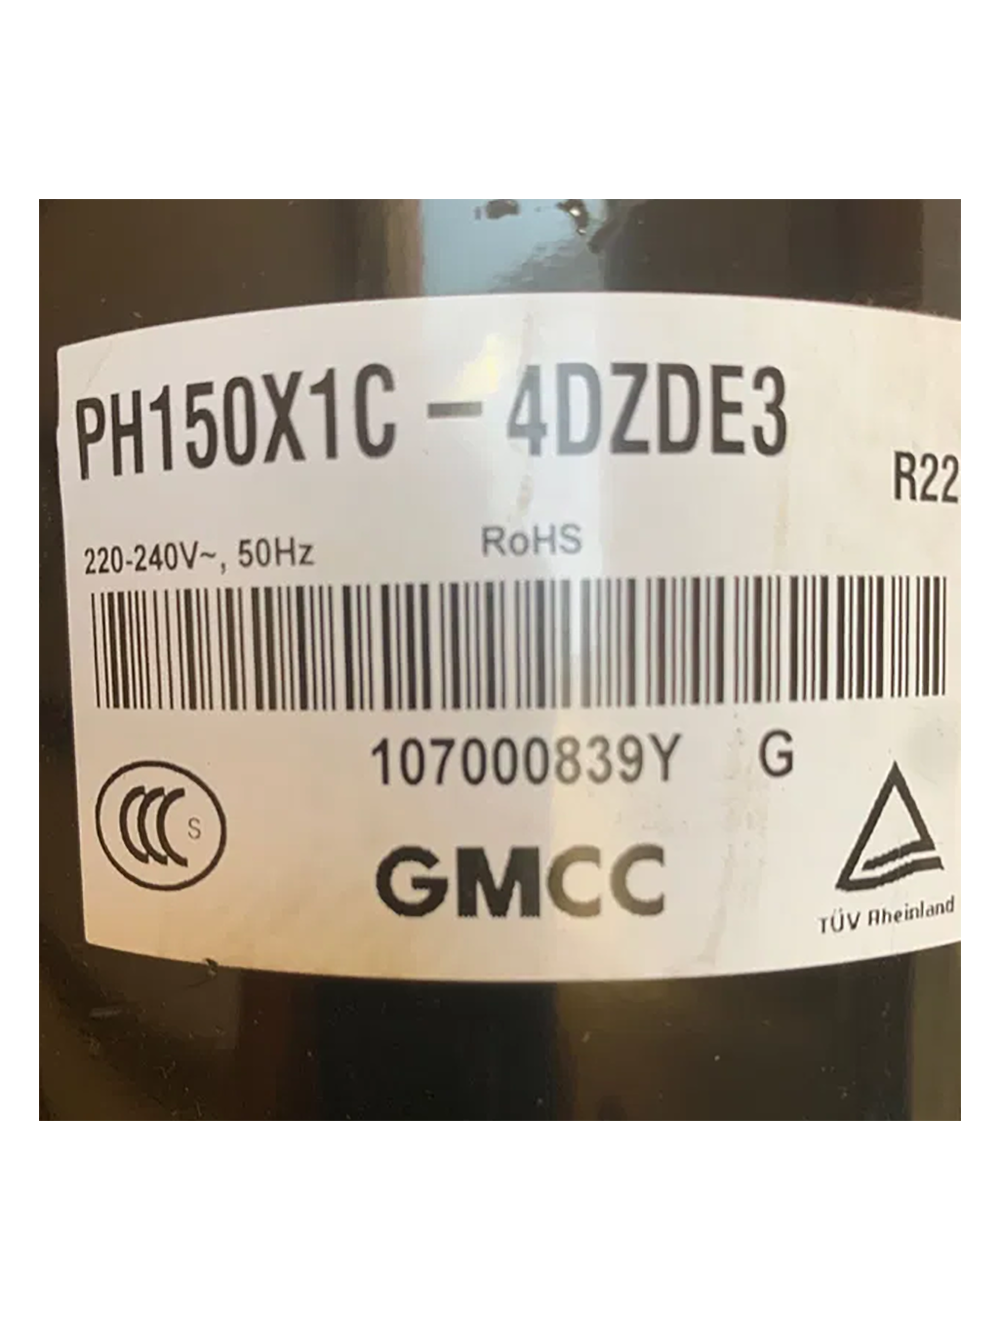 PH150X1C-4DZDE3
R22
220-240V~, 50Hz
RoHS
107000839Y G
S
GMCC
TÜV Rheinland